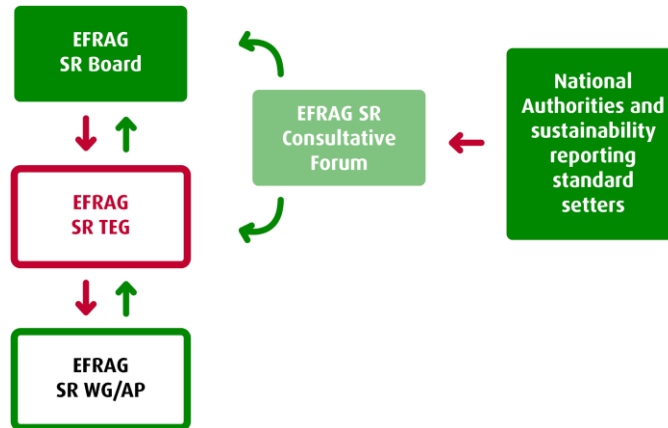 EFRAG
SR Board
EFRAG SR
Consultative
Forum
National
Authorities and
sustainability
reporting
standard
setters
EFRAG
SR TEG
EFRAG
SR WG/AP